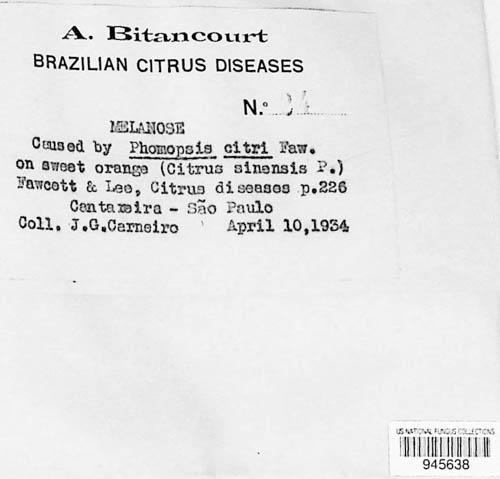 A. Bitancourt
BRAZILIAN CITRUS DISEASES
N.º 24
MELANOSE
Caused by Phomopsis citri Faw.
on sweet orange (Citrus sinensis P.)
Fawcett & Lee, Citrus diseases p.226
Cantareira - São Paulo
Coll. J.G.Carneiro April 10,1934
US NATIONAL FUNGUS COLLECTIONS
945638